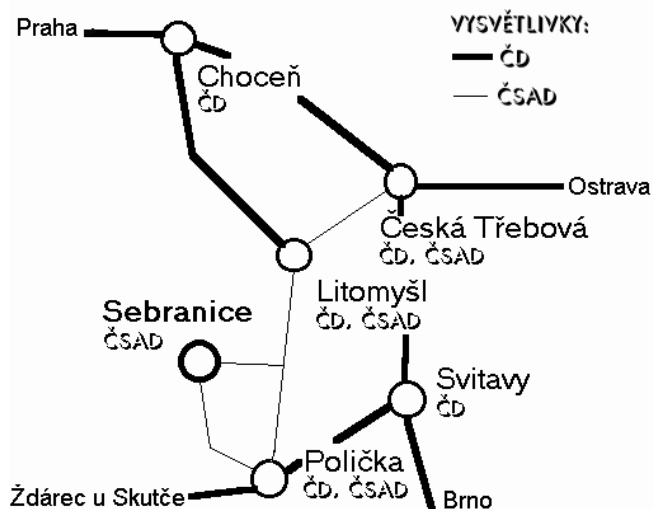 Praha
VYSVĚTLIVKY:
ČD
ČSAD
Choceň
ČD
Ostrava
Česká Třebová
ČD, ČSAD
Litomyšl
ČD, ČSAD
Sebranice
ČSAD
Svitavy
ČD
Polička
ČD, ČSAD
Ždárec u Skutče
Brno